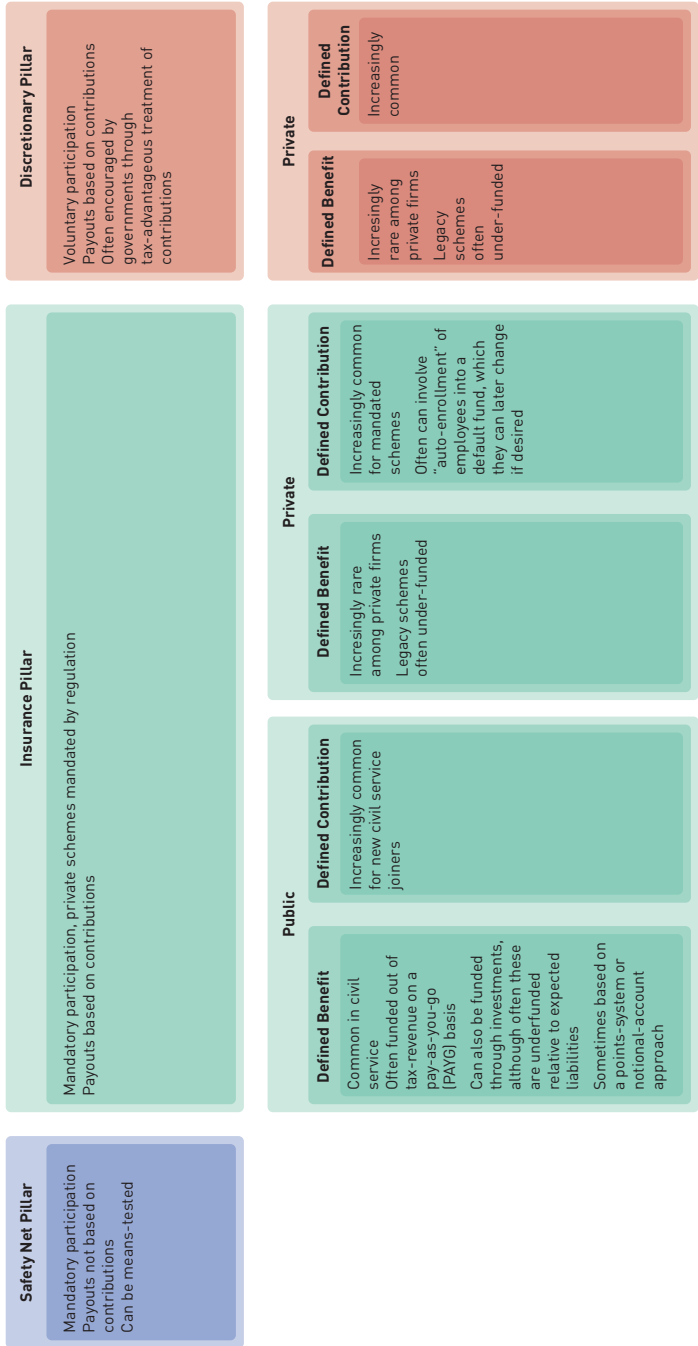 Safety Net Pillar
Mandatory participation
Payouts not based on
contributions
Can be means-tested
Insurance Pillar
Mandatory participation, private schemes mandated by regulation
Payouts based on contributions
Discretionary Pillar
Voluntary participation
Payouts based on contributions
Often encouraged by
governments through
tax-advantageous treatment of
contributions
Public
Defined Benefit
Common in civil
service
Often funded out of
tax-revenue on a
pay-as-you-go
(PAYG) basis
Can also be funded
through investments,
although often these
are underfunded
relative to expected
liabilities
Sometimes based on
a points-system or
notional-account
approach
Defined Contribution
Increasingly common
for new civil service
joiners
Private
Defined Benefit
Incresingly rare
among private firms
Legacy schemes
often under-funded
Defined Contribution
Increasingly common
for mandated
schemes
Often can involve
“auto-enrollment” of
employees into a
default fund, which
they can later change
if desired
Private
Defined Benefit
Incresingly
rare among
private firms
Legacy
schemes
often
under-funded
Defined
Contribution
Increasingly
common